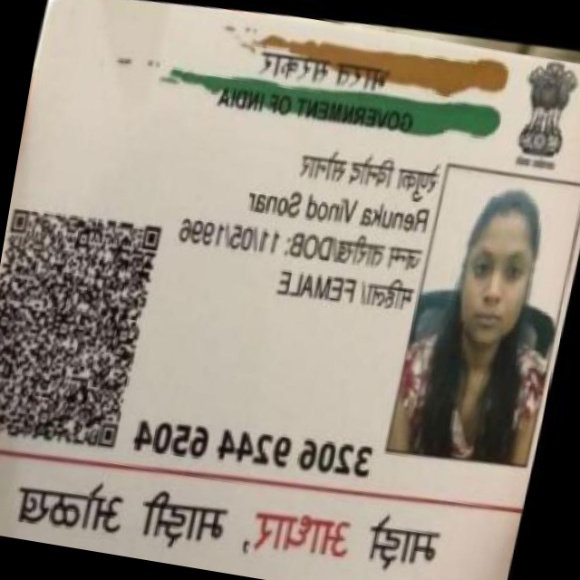 भारत सरकार
GOVERNMENT OF INDIA
रेणुका विनोद सोनार
Renuka Vinod Sonar
जन्म तारीख/DOB: 11/05/1996
महिला/ FEMALE
3206 9244 6504
माझे आधार, माझी ओळख